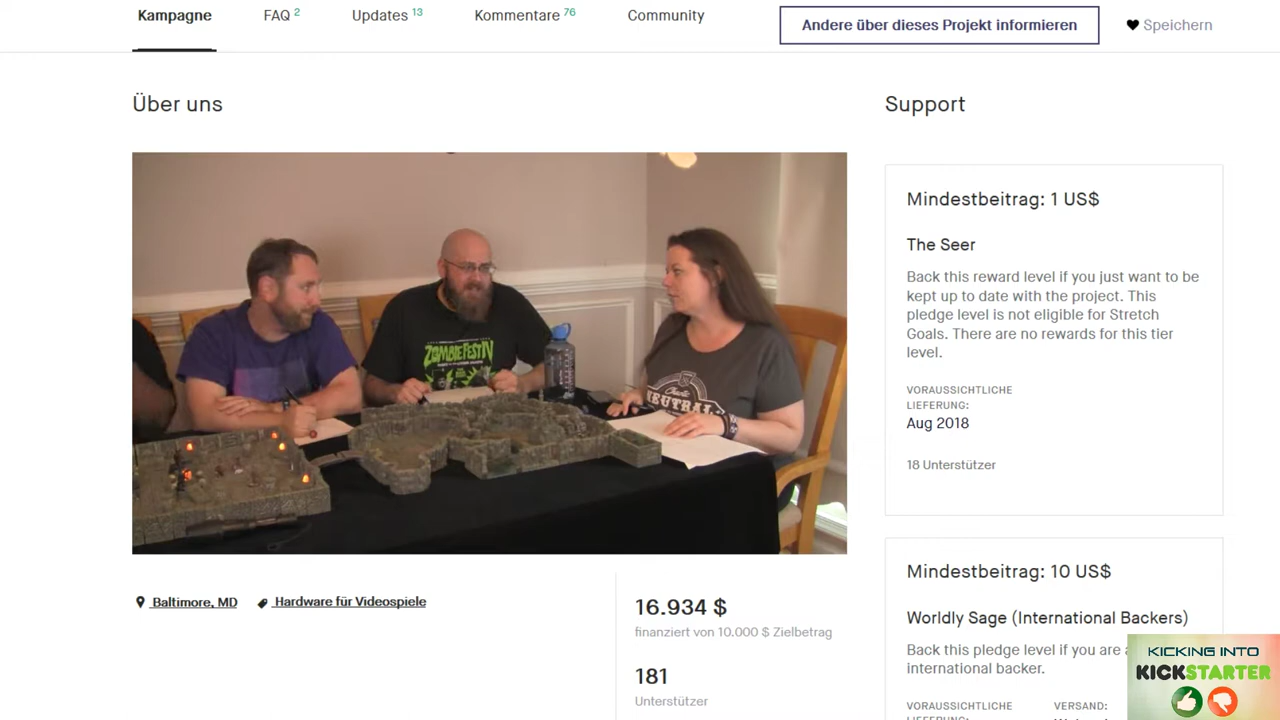 Kampagne
FAQ 2
Updates 13
Kommentare 76
Community
Andere über dieses Projekt informieren
Speichern
Über uns
Support
ZOMBIEFEST IV
Chaotic
NEUTRAL
Baltimore, MD
Hardware für Videospiele
16.934 $
finanziert von 10.000 $ Zielbetrag
181
Unterstützer
Mindestbeitrag: 1 US$
The Seer
Back this reward level if you just want to be
kept up to date with the project. This
pledge level is not eligible for Stretch
Goals. There are no rewards for this tier
level.
VORAUSSICHTLICHE
LIEFERUNG:
Aug 2018
18 Unterstützer
Mindestbeitrag: 10 US$
Worldly Sage (International Backers)
Back this pledge level if you are
international backer.
VORAUSSICHTLICHE
VERSAND:
KICKING INTO
KICKSTARTER